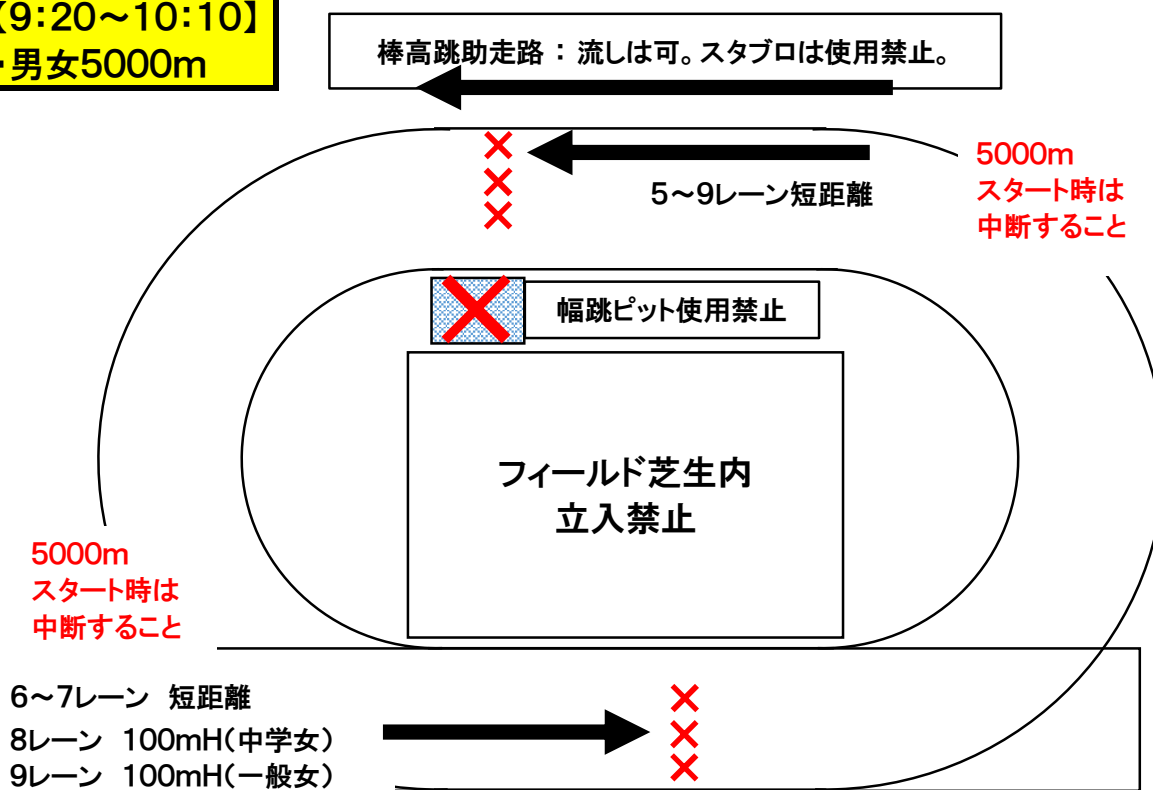 【9:20～10:10】
・男女5000m
棒高跳助走路 : 流しは可。スタブロは使用禁止。
5000m
スタート時は
中断すること
5～9レーン短距離
幅跳ピット使用禁止
フィールド芝生内
立入禁止
5000m
スタート時は
中断すること
6～7レーン 短距離
8レーン 100mH(中学女)
9レーン 100mH(一般女)